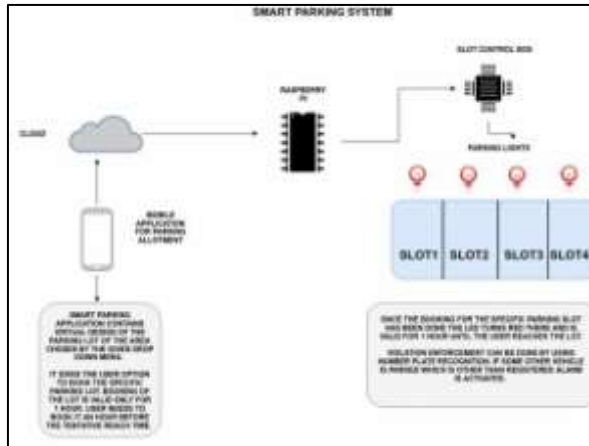 SMART PARKING SYSTEM
SLOT CONTROL BOX
RASPBERRY
PI
CLOUD
PARKING LIGHTS
MOBILE
APPLICATION
FOR PARKING
ALLOTMENT
SLOT1
SLOT2
SLOT3
SLOT4
SMART PARKING
APPLICATION CONTAINS
VIRTUAL DESIGN OF THE
PARKING LOT OF THE AREA
CHOSEN BY THE GIVEN DROP
DOWN MENU.
IT GIVES THE USER OPTION
TO BOOK THE SPECIFIC
PARKING LOT. BOOKING OF
THE LOT IS VALID ONLY FOR
1 HOUR. USER NEEDS TO
BOOK IT AN HOUR BEFORE
THE TENTATIVE REACH TIME.
ONCE THE BOOKING FOR THE SPECIFIC PARKING SLOT
HAS BEEN DONE THE LED TURNS RED THERE AND IS
VALID FOR 1 HOUR UNTIL THE USER REACHES THE LOT.
VIOLATION ENFORCEMENT CAN BE DONE BY USING
NUMBER PLATE RECOGNITION. IF SOME OTHER VEHICLE
IS PARKED WHICH IS OTHER THAN REGISTERED ALARM
IS ACTIVATED.